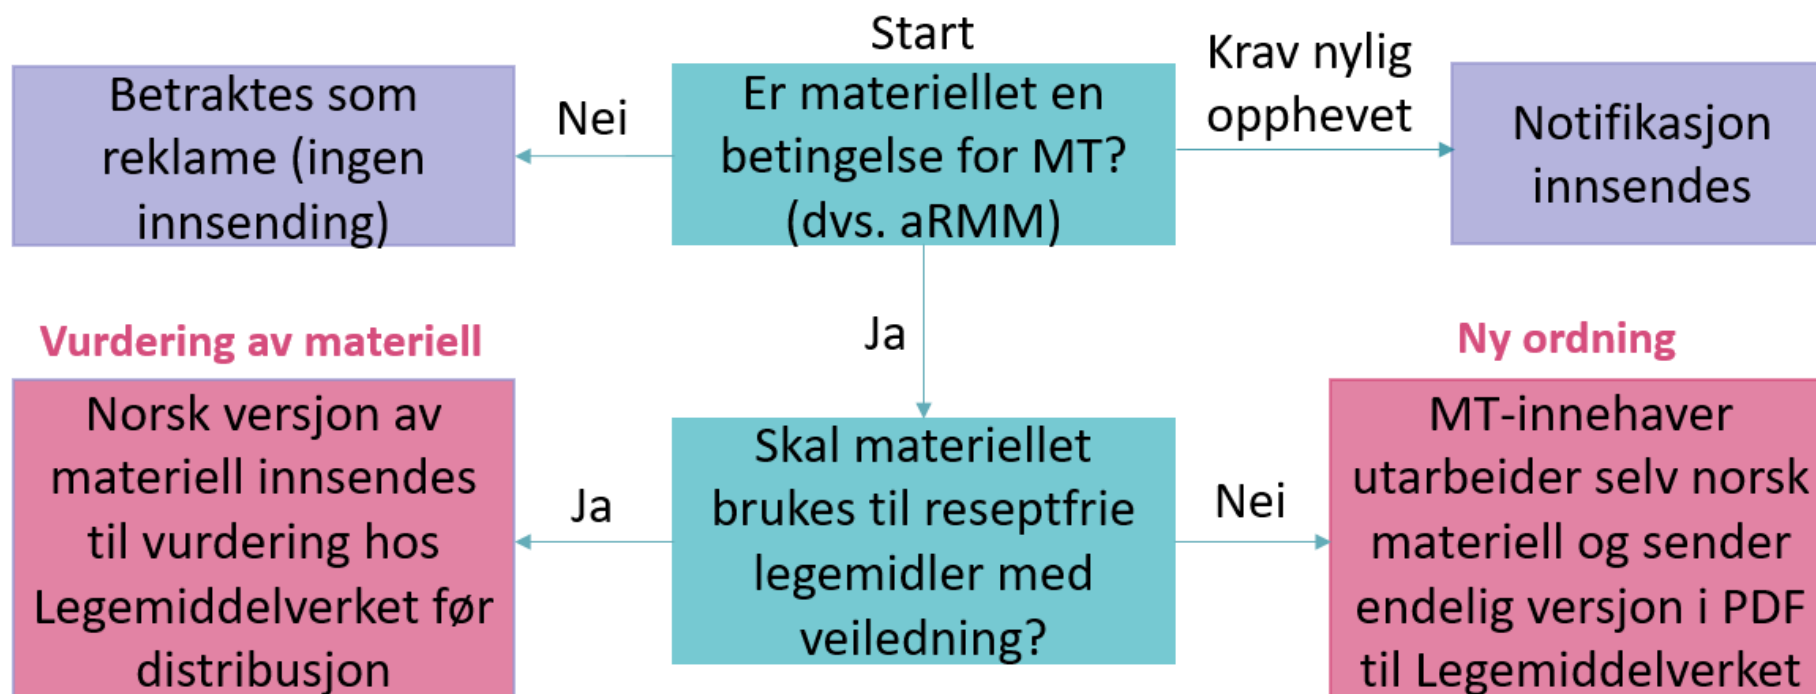 Start
Betraktes som
reklame (ingen
innsending)
Nei
Er materiellet en
betingelse for MT?
(dvs. aRMM)
Krav nylig
opphevet
Notifikasjon
innsendes
Ja
Vurdering av materiell
Norsk versjon av
materiell innsendes
til vurdering hos
Legemiddelverket før
distribusjon
Ja
Skal materiellet
brukes til reseptfrie
legemidler med
veiledning?
Nei
Ny ordning
MT-innehaver
utarbeider selv norsk
materiell og sender
endelig versjon i PDF
til Legemiddelverket